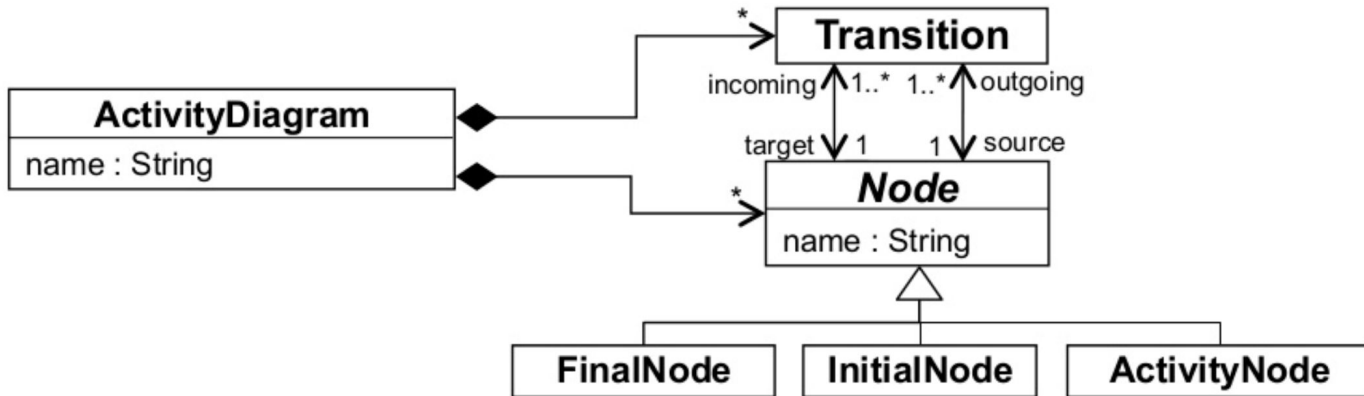 * Transition
incoming 1..* 1..* outgoing
ActivityDiagram
name : String
target 1 1 source
* Node
name : String
FinalNode InitialNode ActivityNode